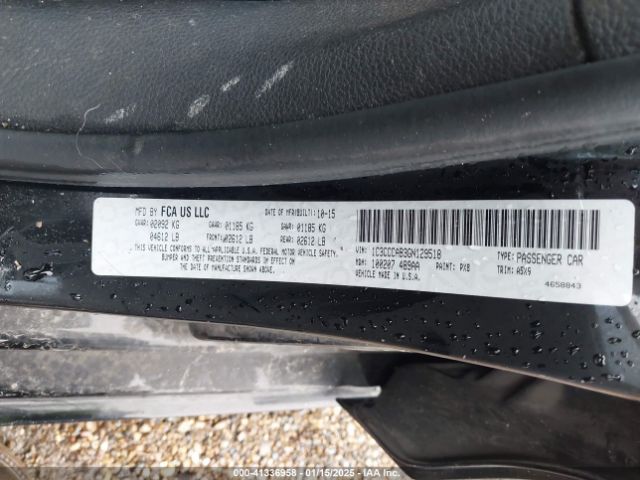 MFD BY FCA US LLC
DATE OF MFR(BUILT): 10-15
GVWR: 02092 KG GAWR: 01185 KG GAWR: 01185 KG
04612 LB FRONT: 02612 LB REAR: 02612 LB
THIS VEHICLE CONFORMS TO ALL APPLICABLE U.S.A. FEDERAL MOTOR VEHICLE SAFETY,
BUMPER AND THEFT PREVENTION STANDARDS IN EFFECT ON
THE DATE OF MANUFACTURE SHOWN ABOVE.
VIN: 1C3CCCAB3GN129518 TYPE: PASSENGER CAR
MDH: 100207 489AA PAINT: PX8 TRIM: A5X9
VEHICLE MADE IN U.S.A.
4658843
000-41336958 - 01/15/2025 - IAA Inc.